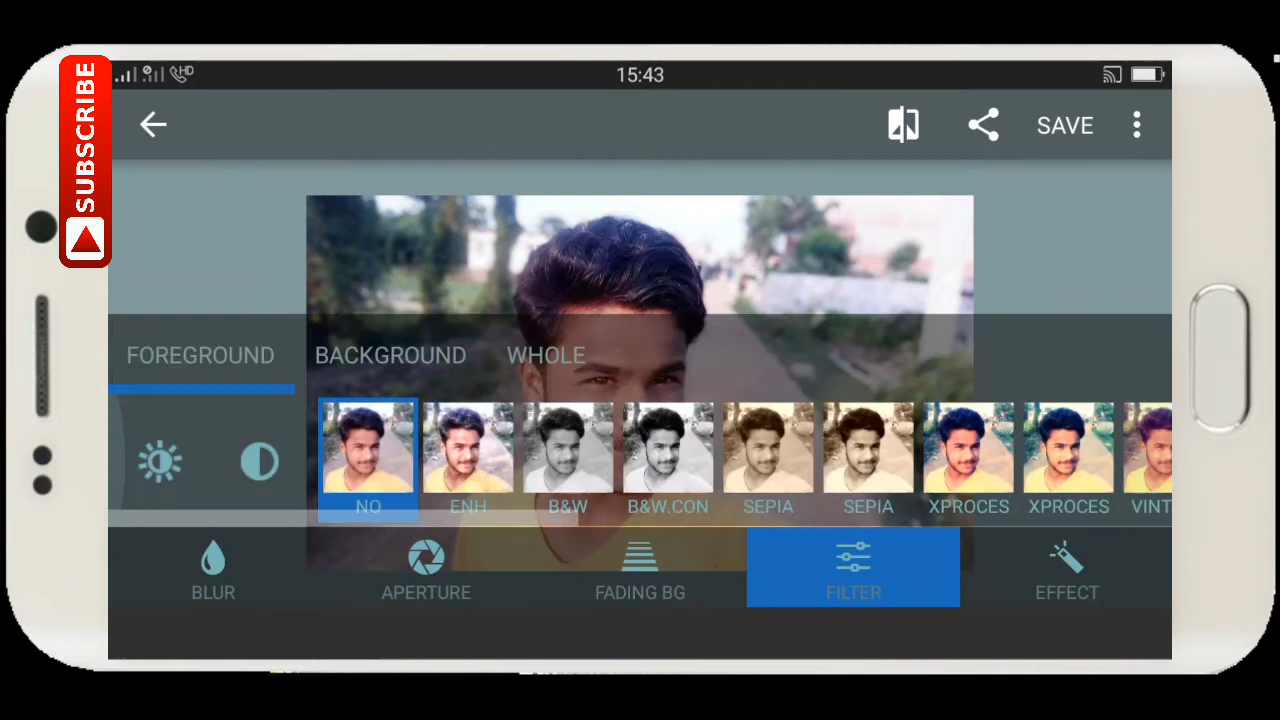 SUBSCRIBE
HD
15:43
SAVE
FOREGROUND BACKGROUND WHOLE
NO ENH B&W B&W.CON SEPIA SEPIA XPROCES XPROCES VINT
BLUR APERTURE FADING BG FILTER EFFECT